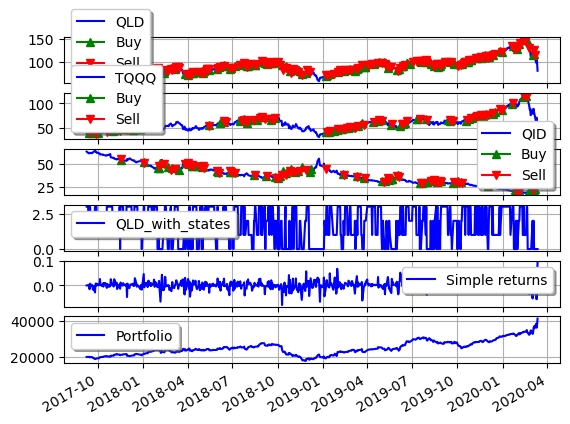 QLD
Buy
Sell
150
100
TQQQ
Buy
Sell
100
50
QID
Buy
Sell
50
25
QLD_with_states
2.5
0.0
Simple returns
0.1
0.0
Portfolio
40000
20000
2017-10
2018-01
2018-04
2018-07
2018-10
2019-01
2019-04
2019-07
2019-10
2020-01
2020-04